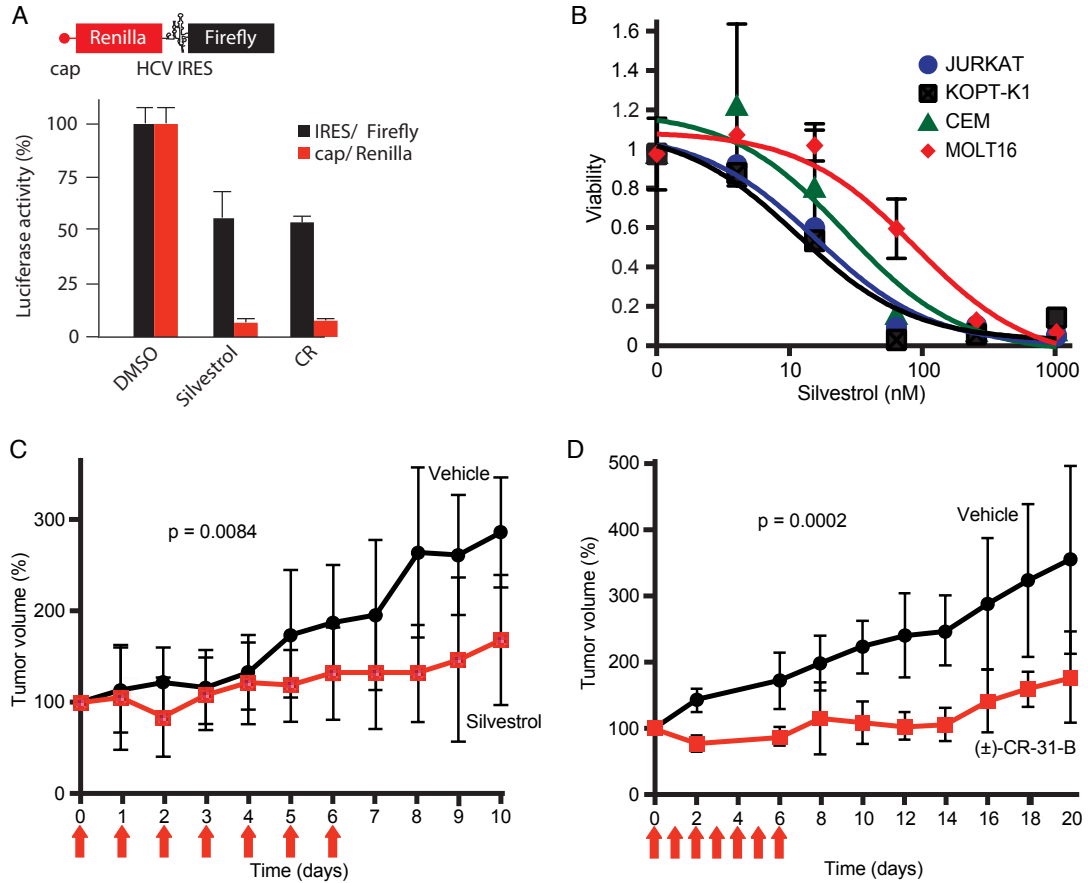 A
Renilla
Firefly
cap
HCV IRES
Luciferase activity (%)
100
75
50
25
0
IRES/ Firefly
cap/ Renilla
DMSO
Silvestrol
CR
B
Viability
1.6
1.4
1.2
1
0.8
0.6
0.4
0.2
0
JURKAT
KOPT-K1
CEM
MOLT16
0 10 100 1000
Silvestrol (nM)
C
Tumor volume (%)
300
200
100
0
Vehicle
p = 0.0084
Silvestrol
0 1 2 3 4 5 6 7 8 9 10
Time (days)
D
Tumor volume (%)
500
400
300
200
100
0
p = 0.0002
Vehicle
(±)-CR-31-B
0 2 4 6 8 10 12 14 16 18 20
Time (days)